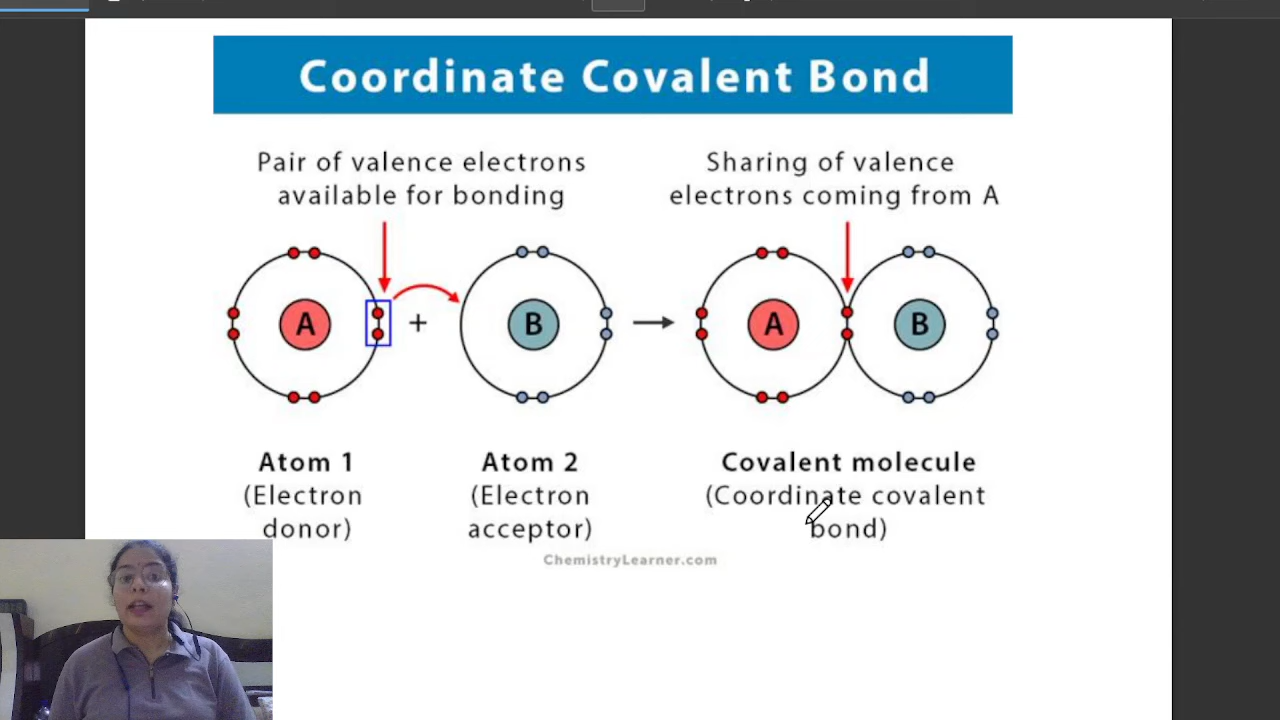 Coordinate Covalent Bond
Pair of valence electrons
available for bonding
Sharing of valence
electrons coming from A
A
+
B
A
B
Atom 1
(Electron
donor)
Atom 2
(Electron
acceptor)
Covalent molecule
(Coordinate covalent
bond)
ChemistryLearner.com